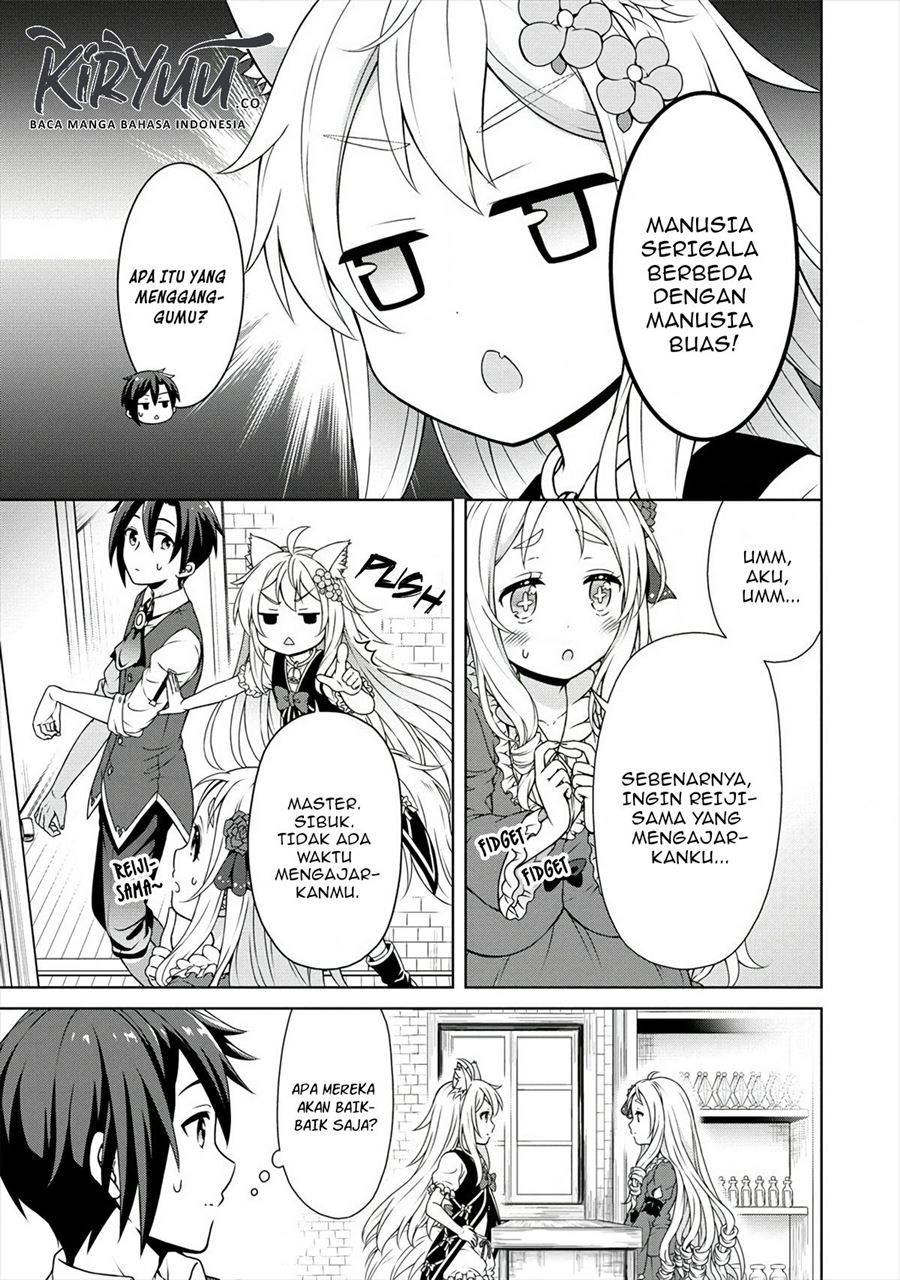 KIRYUU.CO
BACA MANGA BAHASA INDONESIA
MANUSIA
SERIGALA
BERBEDA
DENGAN
MANUSIA
BUAS!
APA ITU YANG
MENGGANG-
GUMU?
UMM,
AKU,
UMM...
SEBENARNYA,
INGIN REIJI-
SAMA YANG
MENGAJAR-
KANKU...
FIDGET
FIDGET
PUSH
MASTER.
SIBUK.
TIDAK ADA
WAKTU
MENGAJAR-
KANMU.
REIJI-
SAMA~
APA MEREKA
AKAN BAIK-
BAIK SAJA?